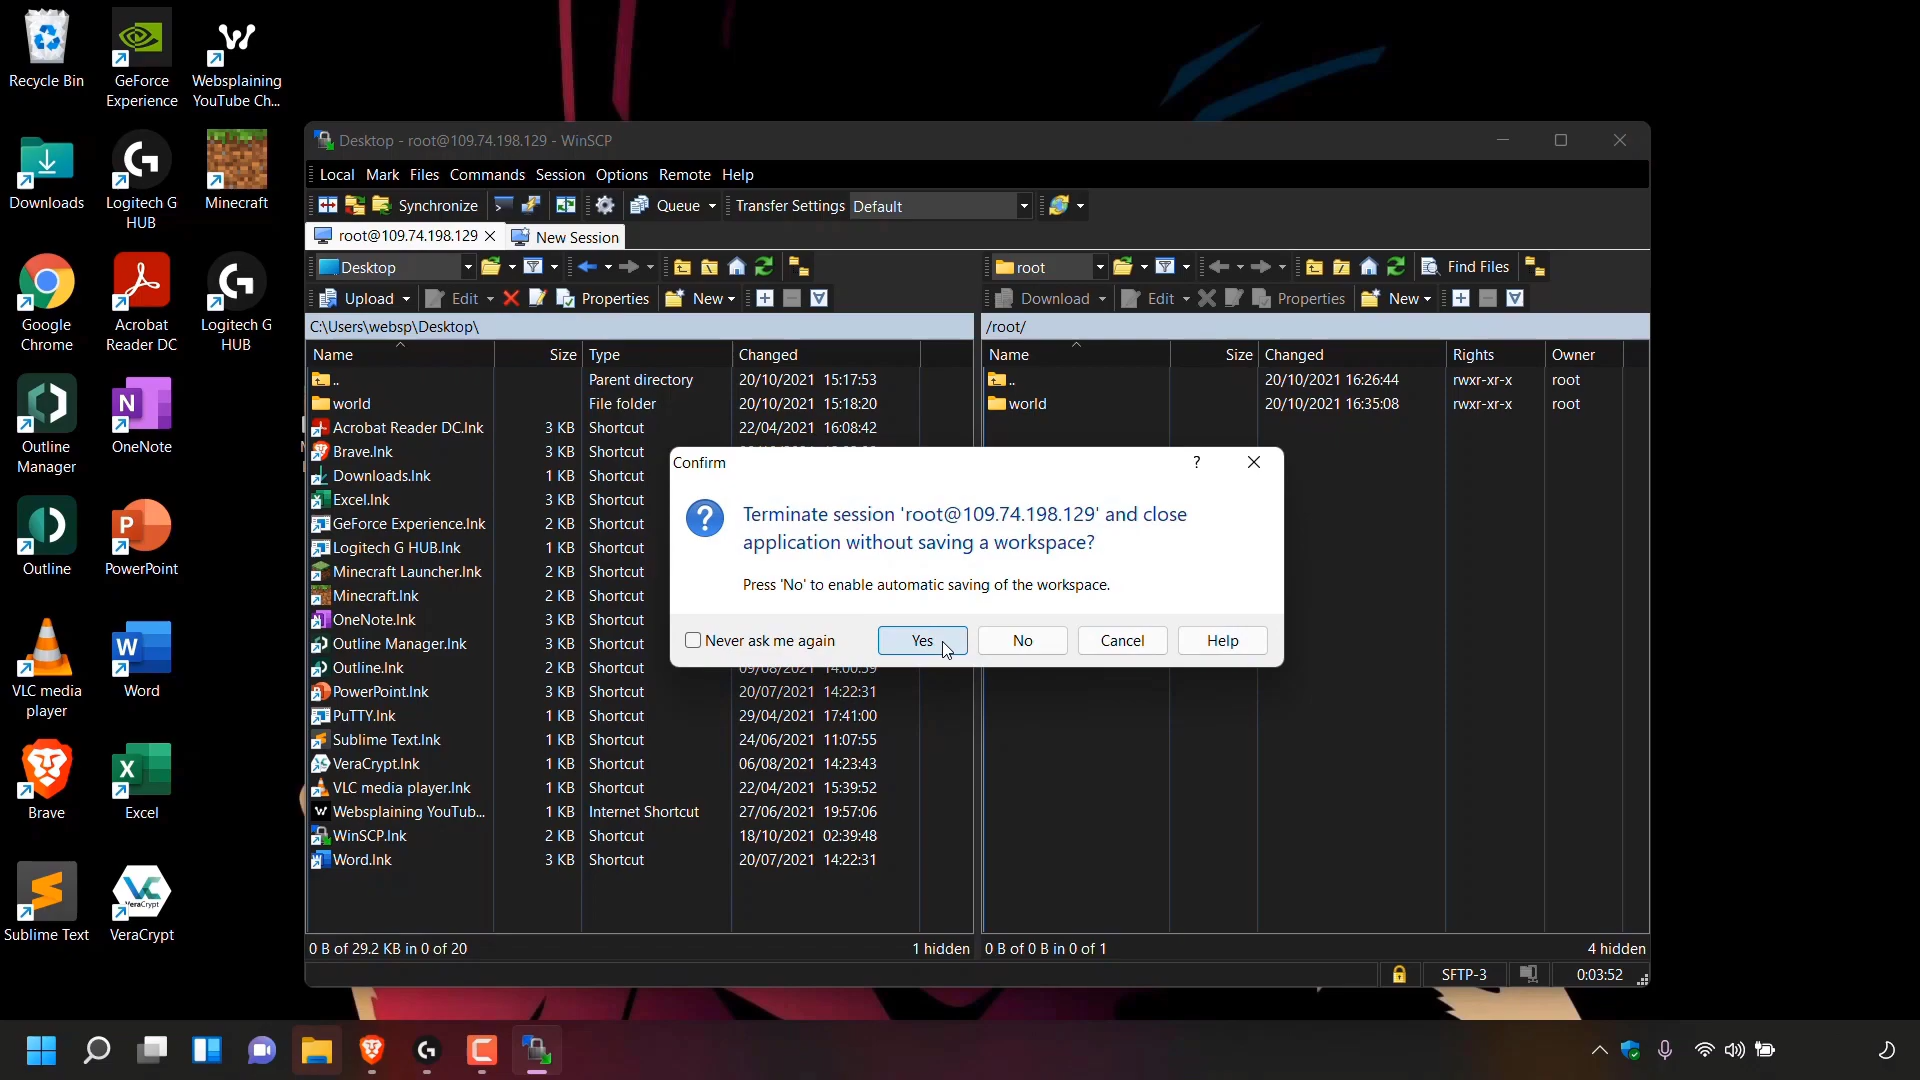 Recycle Bin
GeForce Experience
Websplaining YouTube Ch...
Downloads
Logitech G HUB
Minecraft
Google Chrome
Acrobat Reader DC
Logitech G HUB
Outline Manager
OneNote
Outline
PowerPoint
VLC media player
Word
Brave
Excel
Sublime Text
VeraCrypt
Desktop - root@109.74.198.129 - WinSCP
Local Mark Files Commands Session Options Remote Help
Synchronize Queue Transfer Settings Default
root@109.74.198.129 New Session
Desktop
Upload Edit Properties New
C:\Users\websp\Desktop\
Name Size Type Changed
.. Parent directory 20/10/2021 15:17:53
world File folder 20/10/2021 15:18:20
Acrobat Reader DC.lnk 3 KB Shortcut 22/04/2021 16:08:42
Brave.lnk 3 KB Shortcut
Downloads.lnk 1 KB Shortcut
Excel.lnk 3 KB Shortcut
GeForce Experience.lnk 2 KB Shortcut
Logitech G HUB.lnk 1 KB Shortcut
Minecraft Launcher.lnk 2 KB Shortcut
Minecraft.lnk 2 KB Shortcut
OneNote.lnk 3 KB Shortcut
Outline Manager.lnk 3 KB Shortcut
Outline.lnk 2 KB Shortcut
PowerPoint.lnk 3 KB Shortcut 20/07/2021 14:22:31
PuTTY.lnk 1 KB Shortcut 29/04/2021 17:41:00
Sublime Text.lnk 1 KB Shortcut 24/06/2021 11:07:55
VeraCrypt.lnk 1 KB Shortcut 06/08/2021 14:23:43
VLC media player.lnk 1 KB Shortcut 22/04/2021 15:39:52
Websplaining YouTub... 1 KB Internet Shortcut 27/06/2021 19:57:06
WinSCP.lnk 2 KB Shortcut 18/10/2021 02:39:48
Word.lnk 3 KB Shortcut 20/07/2021 14:22:31
0 B of 29.2 KB in 0 of 20 1 hidden
root Find Files
Download Edit Properties New
/root/
Name Size Changed Rights Owner
.. 20/10/2021 16:26:44 rwxr-xr-x root
world 20/10/2021 16:35:08 rwxr-xr-x root
0 B of 0 B in 0 of 1 4 hidden
SFTP-3 0:03:52
Confirm
Terminate session 'root@109.74.198.129' and close
application without saving a workspace?
Press 'No' to enable automatic saving of the workspace.
Never ask me again Yes No Cancel Help